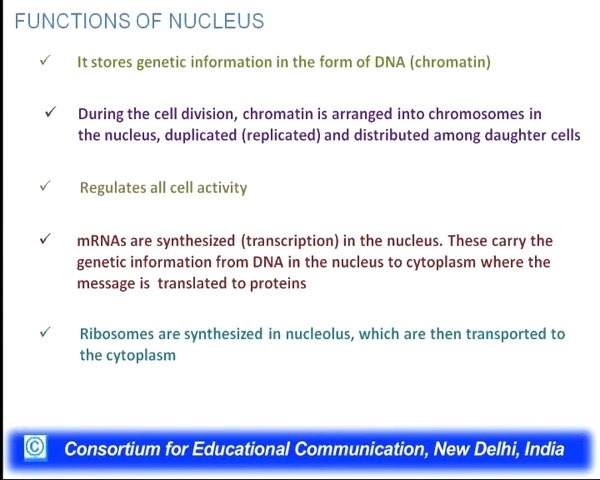 FUNCTIONS OF NUCLEUS
✓ It stores genetic information in the form of DNA (chromatin)
✓ During the cell division, chromatin is arranged into chromosomes in
the nucleus, duplicated (replicated) and distributed among daughter cells
✓ Regulates all cell activity
✓ mRNAs are synthesized (transcription) in the nucleus. These carry the
genetic information from DNA in the nucleus to cytoplasm where the
message is translated to proteins
✓ Ribosomes are synthesized in nucleolus, which are then transported to
the cytoplasm
© Consortium for Educational Communication, New Delhi, India